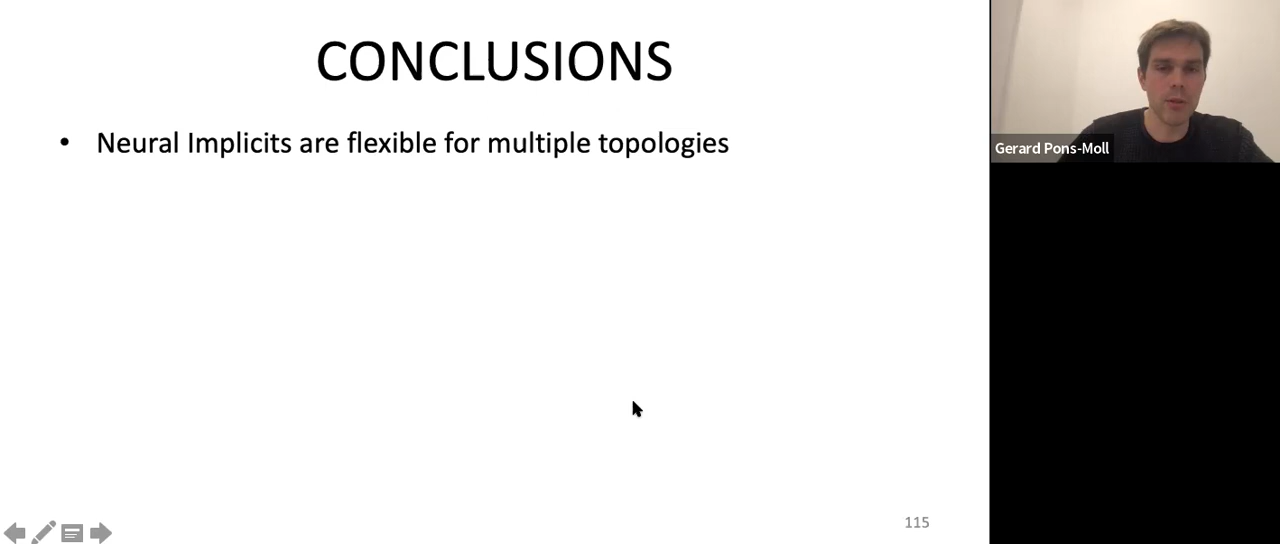 CONCLUSIONS
• Neural Implicits are flexible for multiple topologies
Gerard Pons-Moll
115